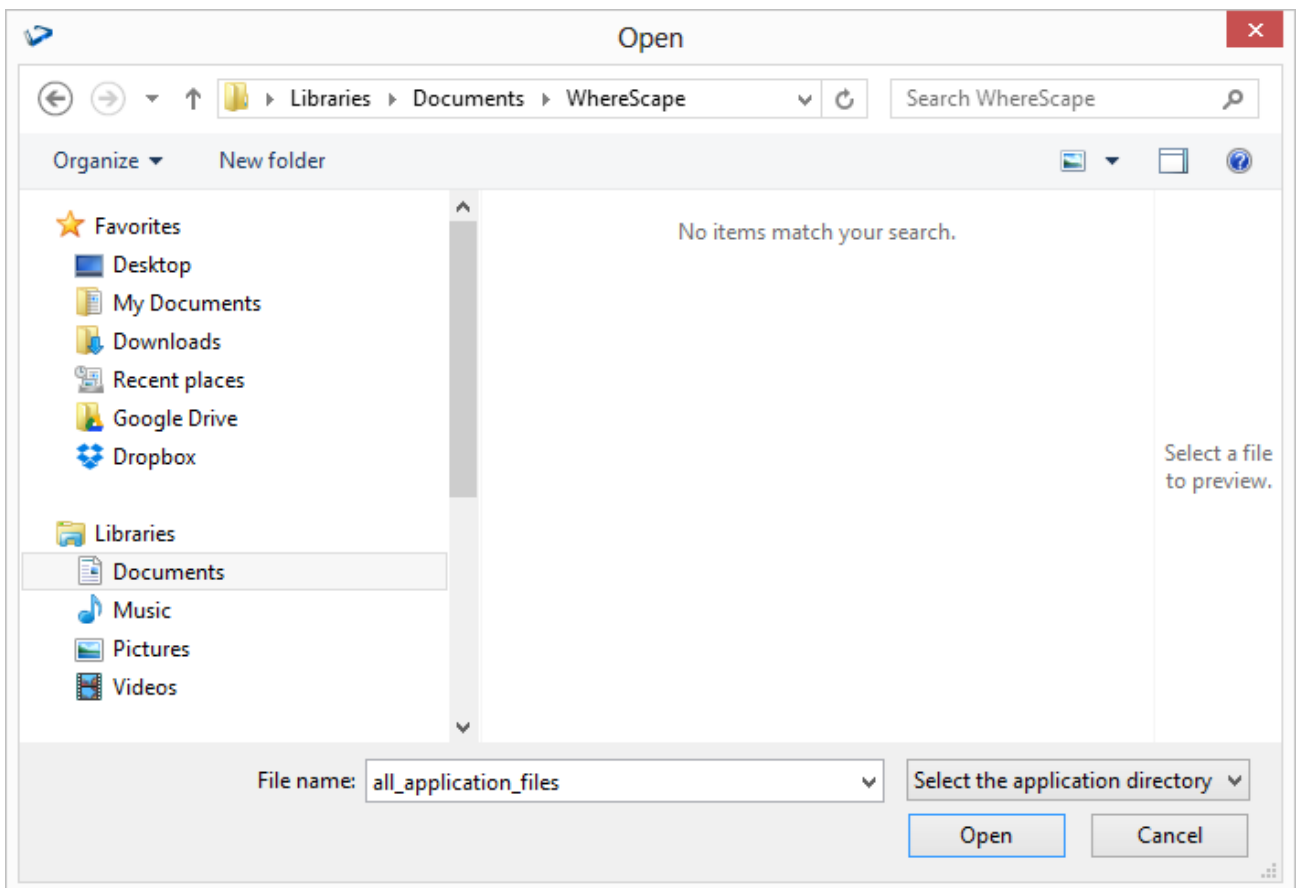 Open
Libraries Documents WhereScape
Search WhereScape
Organize
New folder
Favorites
Desktop
My Documents
Downloads
Recent places
Google Drive
Dropbox
Libraries
Documents
Music
Pictures
Videos
No items match your search.
Select a file
to preview.
File name: all_application_files
Select the application directory
Open
Cancel